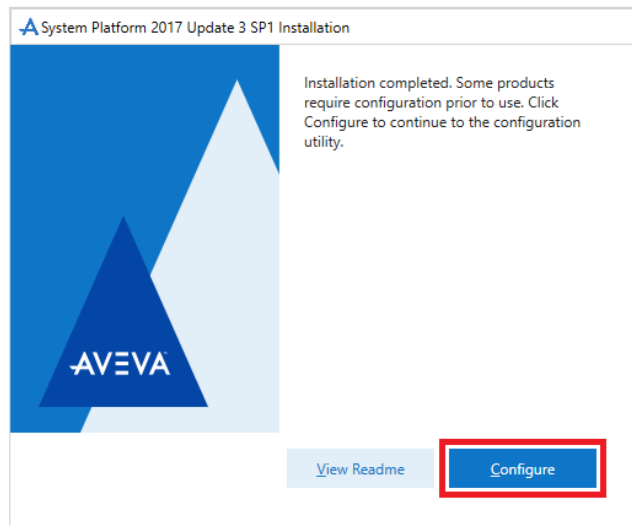 System Platform 2017 Update 3 SP1 Installation
Installation completed. Some products
require configuration prior to use. Click
Configure to continue to the configuration
utility.
AVEVA
View Readme
Configure